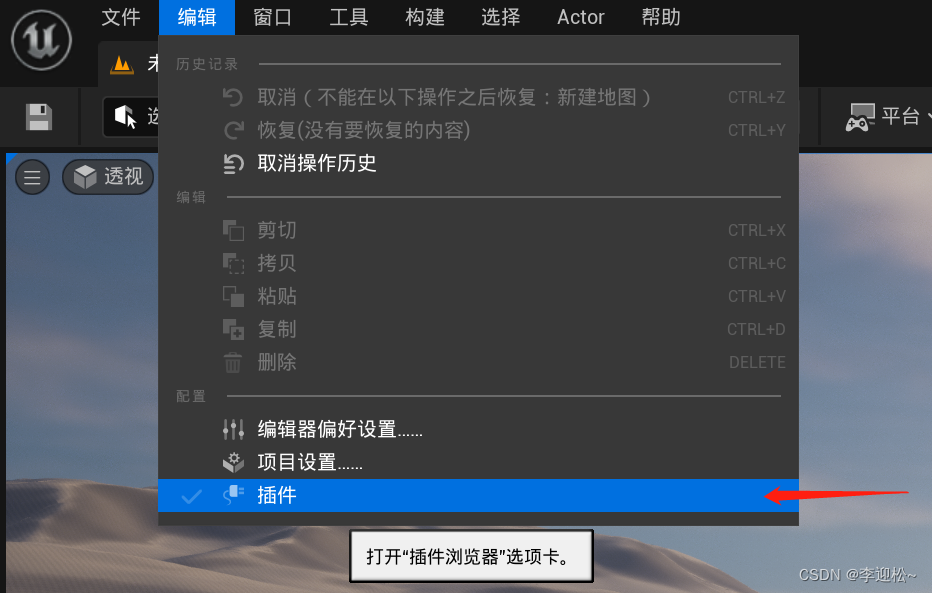 文件 编辑 窗口 工具 构建 选择 Actor 帮助
历史记录
取消（不能在以下操作之后恢复：新建地图） CTRL+Z
恢复(没有要恢复的内容) CTRL+Y
取消操作历史
平台
透视
编辑
剪切 CTRL+X
拷贝 CTRL+C
粘贴 CTRL+V
复制 CTRL+D
删除 DELETE
配置
编辑器偏好设置......
项目设置......
插件
打开“插件浏览器”选项卡。
CSDN @李迎松~